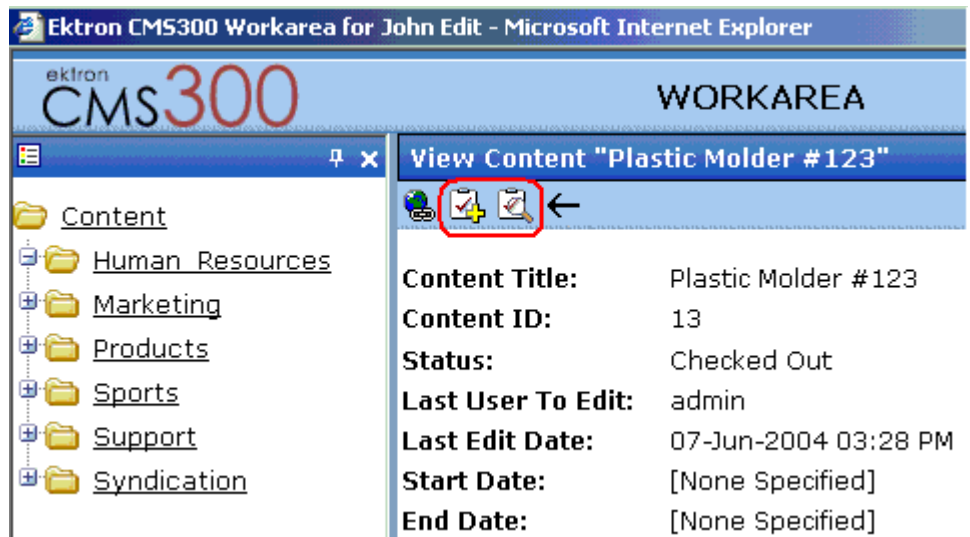 Ektron CMS300 Workarea for John Edit - Microsoft Internet Explorer
ektron
CMS300
WORKAREA
View Content "Plastic Molder #123"
Content
Human Resources
Marketing
Products
Sports
Support
Syndication
Content Title: Plastic Molder #123
Content ID: 13
Status: Checked Out
Last User To Edit: admin
Last Edit Date: 07-Jun-2004 03:28 PM
Start Date: [None Specified]
End Date: [None Specified]